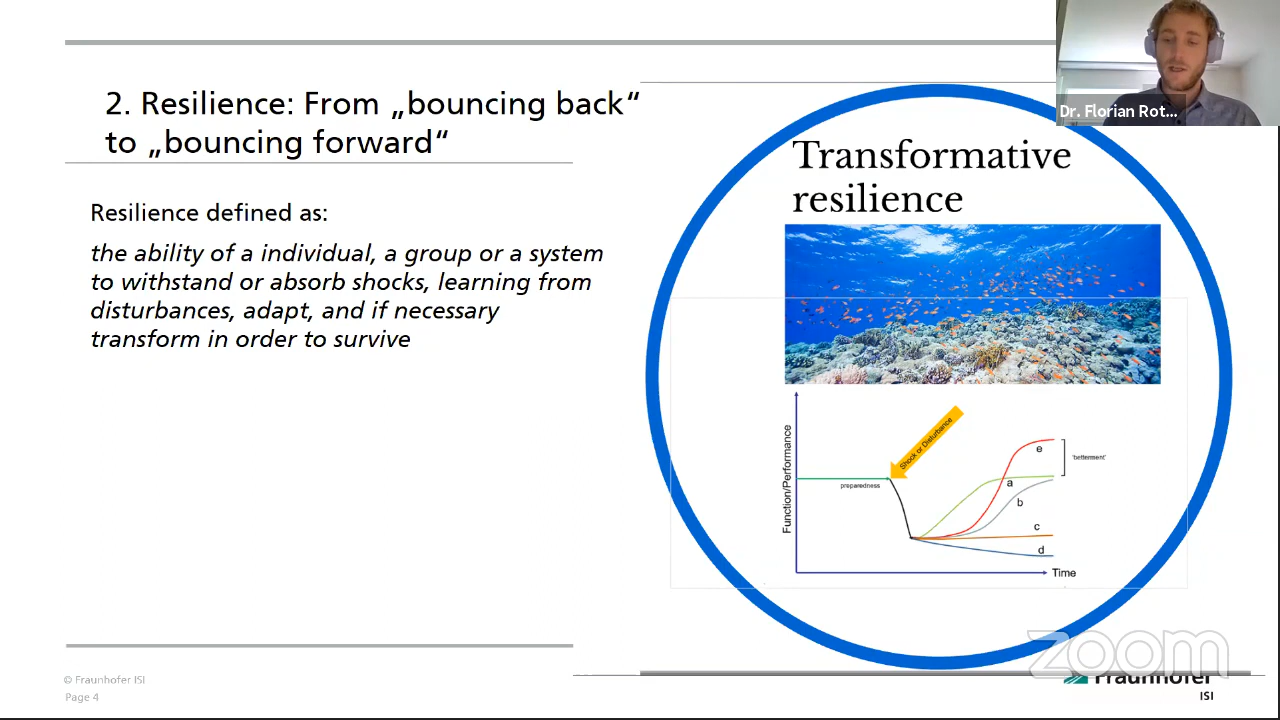 2. Resilience: From „bouncing back“
to „bouncing forward“
Resilience defined as:
the ability of a individual, a group or a system
to withstand or absorb shocks, learning from
disturbances, adapt, and if necessary
transform in order to survive
Dr. Florian Rot...
Transformative
resilience
Function/Performance
preparedness
Shock or Disturbance
e
'betterment'
a
b
c
d
Time
© Fraunhofer ISI
Page 4
zoom
Fraunhofer
ISI